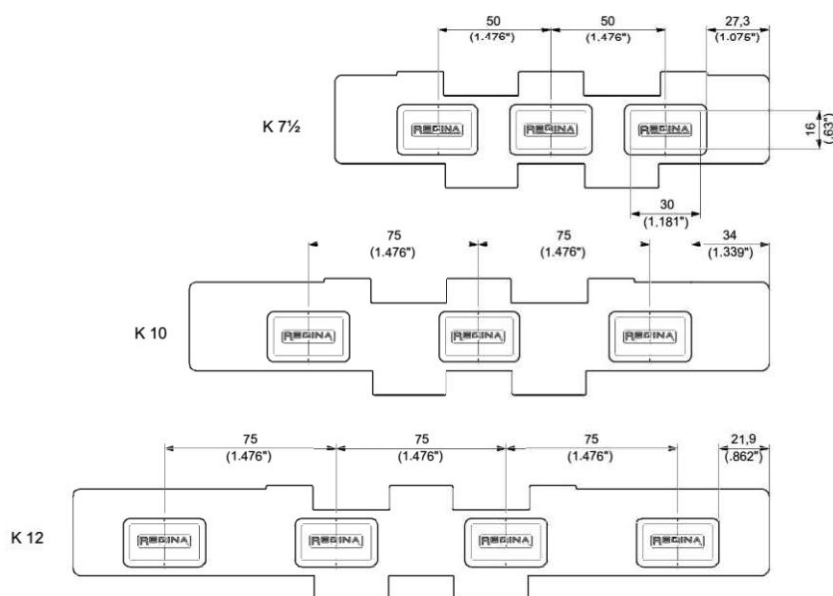 50 50 27,3
(1.476") (1.476") (1.075")
K 7½
REGINA REGINA REGINA
16
(.63")
30
(1.181")
75 75 34
(1.476") (1.476") (1.339")
K 10
REGINA REGINA REGINA
75 75 75 21,9
(1.476") (1.476") (1.476") (.862")
K 12
REGINA REGINA REGINA REGINA